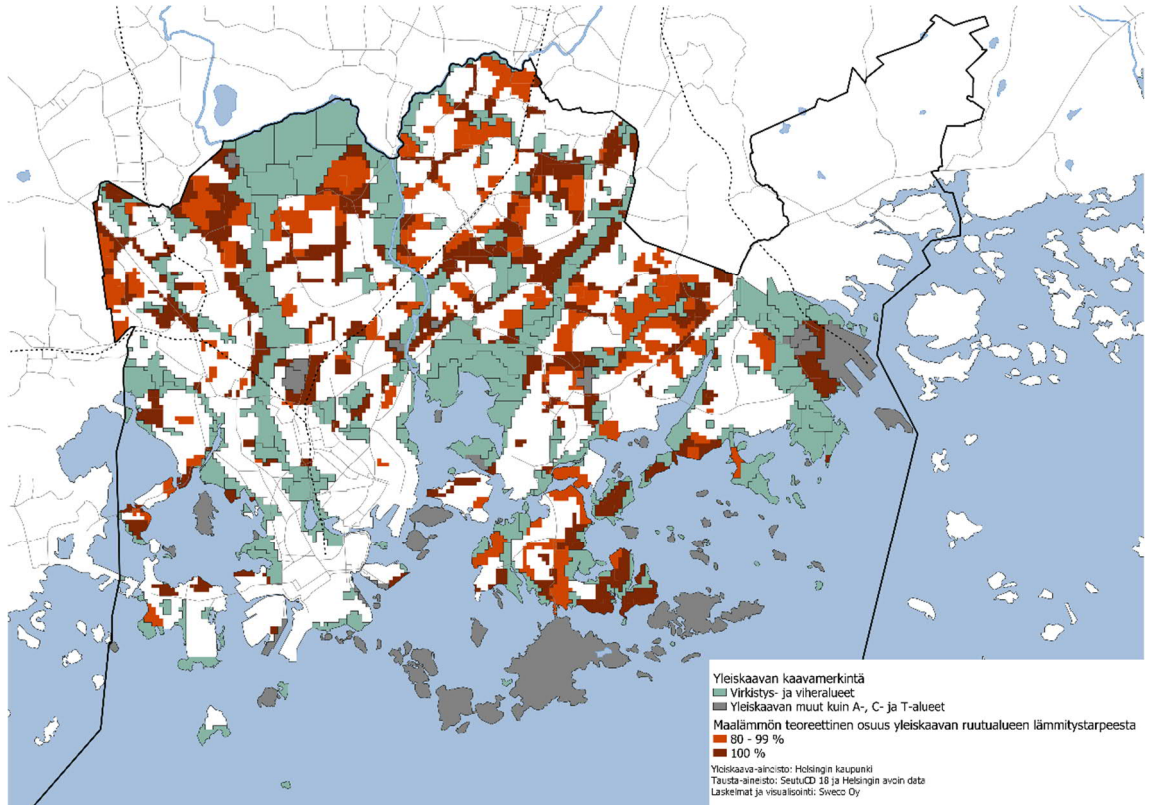 Yleiskaavan kaavamerkintä
Virkistys- ja viheralueet
Yleiskaavan muut kuin A-, C- ja T-alueet
Maalämmön teoreettinen osuus yleiskaavan ruutualueen lämmitystarpeesta
80 - 99 %
100 %
Yleiskaava-aineisto: Helsingin kaupunki
Tausta-aineisto: SeutuCD 18 ja Helsingin avoin data
Laskelmat ja visualisointi: Sweco Oy